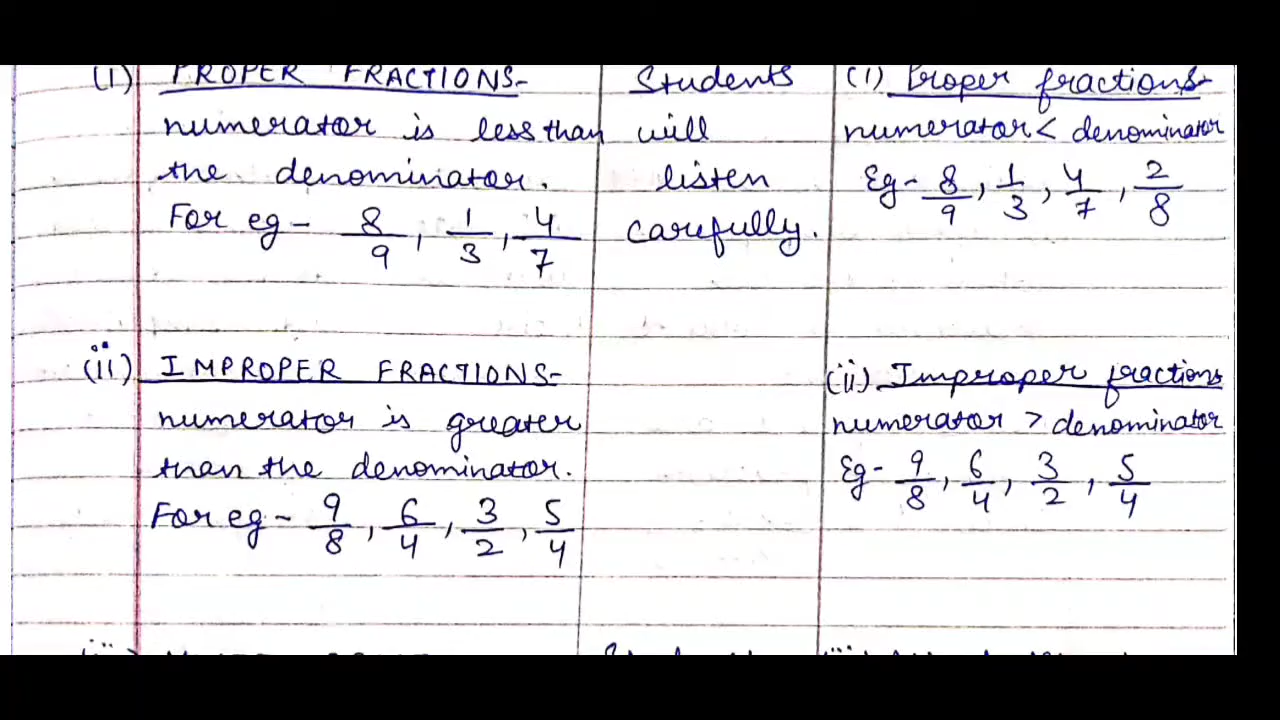 (i) PROPER FRACTIONS-
numerator is less than
the denominator.
For eg - 8/9, 1/3, 4/7
Students
will
listen
carefully.
(i) Proper fractions-
numerator < denominator
Eg- 8/9, 1/3, 4/7, 2/8
(ii) IMPROPER FRACTIONS-
numerator is greater
than the denominator.
For eg - 9/8, 6/4, 3/2, 5/4
(ii) Improper fractions
numerator > denominator
Eg- 9/8, 6/4, 3/2, 5/4